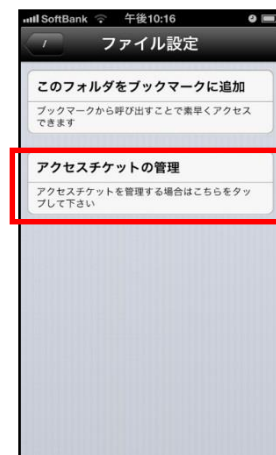 SoftBank 午後10:16
/ ファイル設定
このフォルダをブックマークに追加
ブックマークから呼び出すことで素早くアクセス
できます
アクセスチケットの管理
アクセスチケットを管理する場合はこちらをタッ
プして下さい